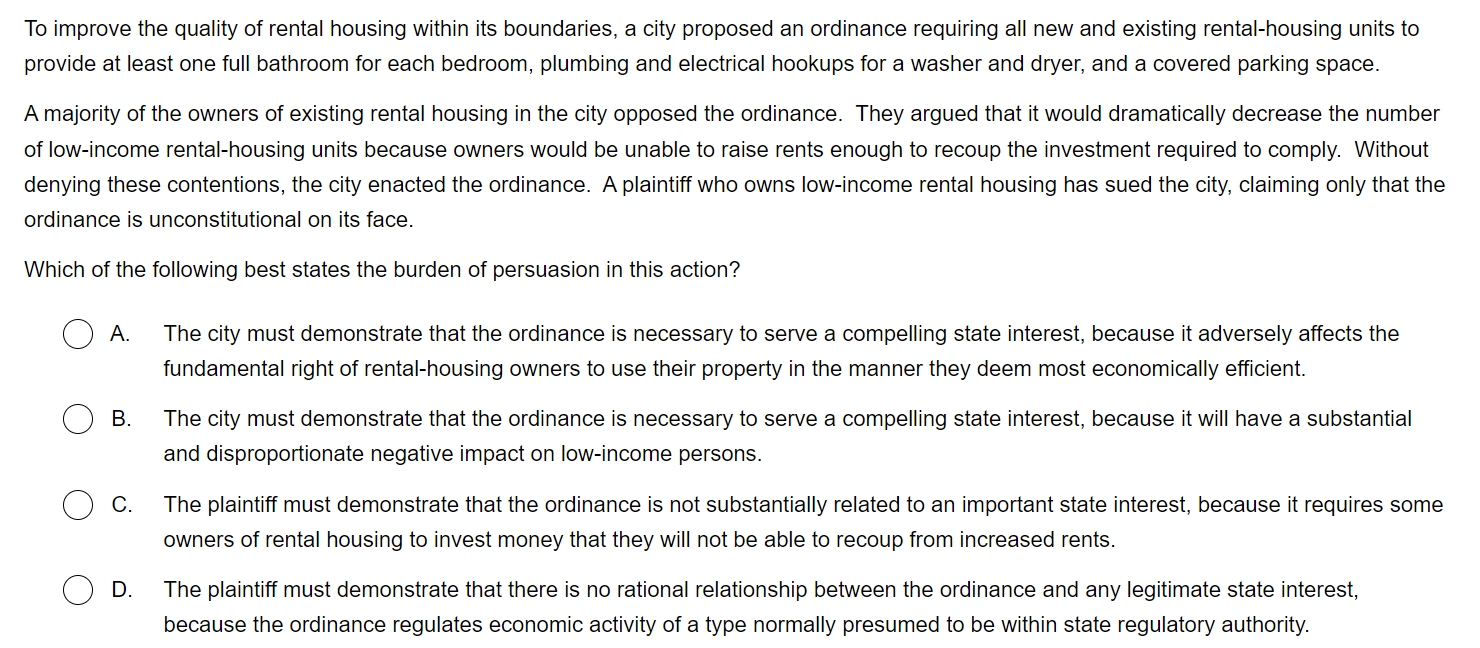 To improve the quality of rental housing within its boundaries, a city proposed an ordinance requiring all new and existing rental-housing units to
provide at least one full bathroom for each bedroom, plumbing and electrical hookups for a washer and dryer, and a covered parking space.
A majority of the owners of existing rental housing in the city opposed the ordinance.  They argued that it would dramatically decrease the number
of low-income rental-housing units because owners would be unable to raise rents enough to recoup the investment required to comply.  Without
denying these contentions, the city enacted the ordinance.  A plaintiff who owns low-income rental housing has sued the city, claiming only that the
ordinance is unconstitutional on its face.
Which of the following best states the burden of persuasion in this action?
A. The city must demonstrate that the ordinance is necessary to serve a compelling state interest, because it adversely affects the
fundamental right of rental-housing owners to use their property in the manner they deem most economically efficient.
B. The city must demonstrate that the ordinance is necessary to serve a compelling state interest, because it will have a substantial
and disproportionate negative impact on low-income persons.
C. The plaintiff must demonstrate that the ordinance is not substantially related to an important state interest, because it requires some
owners of rental housing to invest money that they will not be able to recoup from increased rents.
D. The plaintiff must demonstrate that there is no rational relationship between the ordinance and any legitimate state interest,
because the ordinance regulates economic activity of a type normally presumed to be within state regulatory authority.